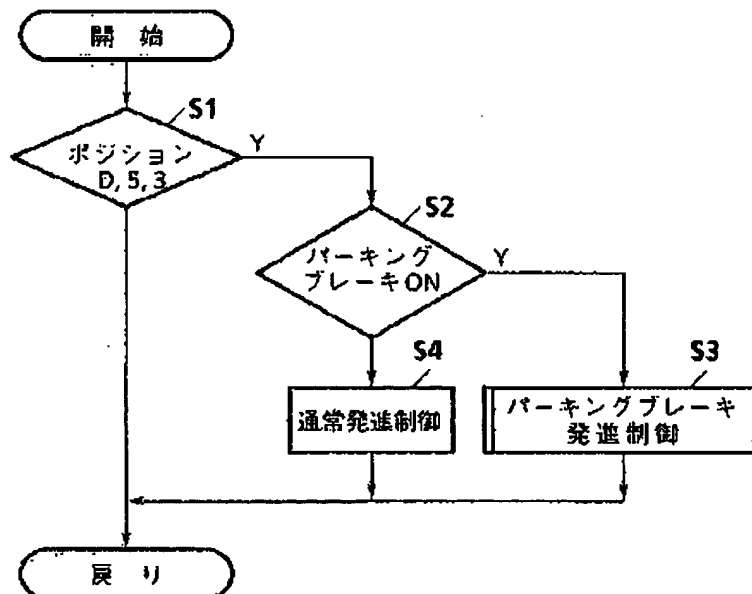 開始
S1
ポジション
D,5,3
Y
S2
パーキング
ブレーキON
Y
S4
通常発進制御
S3
パーキングブレーキ
発進制御
戻り